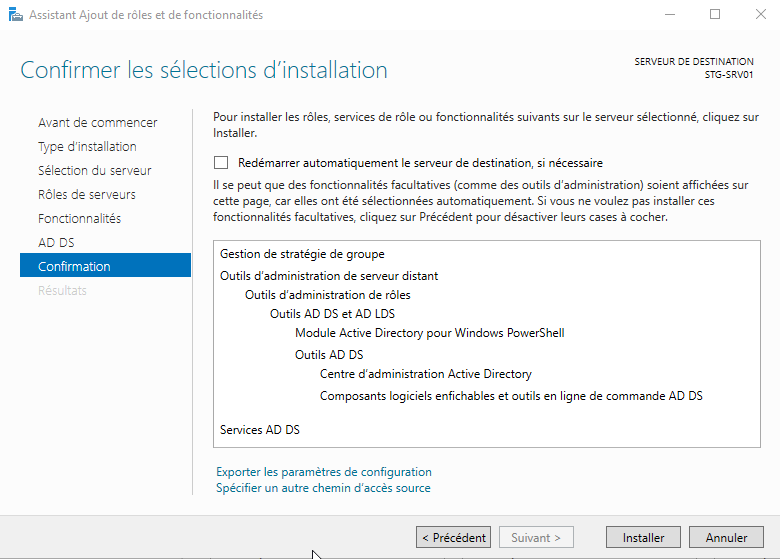 Assistant Ajout de rôles et de fonctionnalités
Confirmer les sélections d’installation
SERVEUR DE DESTINATION
STG-SRV01
Avant de commencer
Type d’installation
Sélection du serveur
Rôles de serveurs
Fonctionnalités
AD DS
Confirmation
Résultats
Pour installer les rôles, services de rôle ou fonctionnalités suivants sur le serveur sélectionné, cliquez sur
Installer.
Redémarrer automatiquement le serveur de destination, si nécessaire
Il se peut que des fonctionnalités facultatives (comme des outils d’administration) soient affichées sur
cette page, car elles ont été sélectionnées automatiquement. Si vous ne voulez pas installer ces
fonctionnalités facultatives, cliquez sur Précédent pour désactiver leurs cases à cocher.
Gestion de stratégie de groupe
Outils d’administration de serveur distant
Outils d’administration de rôles
Outils AD DS et AD LDS
Module Active Directory pour Windows PowerShell
Outils AD DS
Centre d’administration Active Directory
Composants logiciels enfichables et outils en ligne de commande AD DS
Services AD DS
Exporter les paramètres de configuration
Spécifier un autre chemin d’accès source
< Précédent
Suivant >
Installer
Annuler